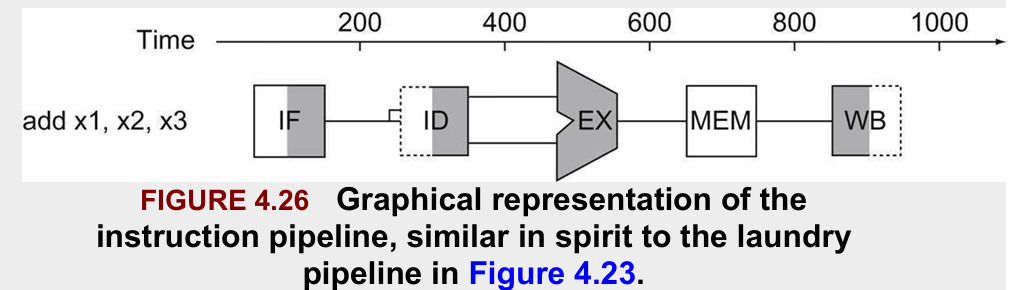 200 400 600 800 1000
Time
add x1, x2, x3 IF ID EX MEM WB
FIGURE 4.26 Graphical representation of the
instruction pipeline, similar in spirit to the laundry
pipeline in Figure 4.23.